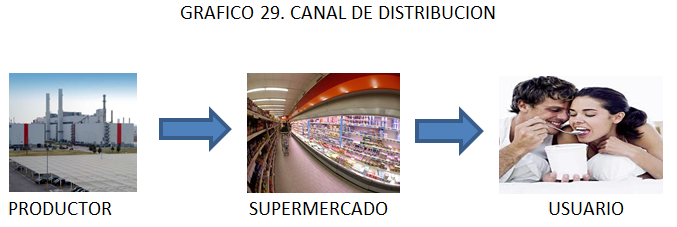 GRAFICO 29. CANAL DE DISTRIBUCION
PRODUCTOR SUPERMERCADO USUARIO